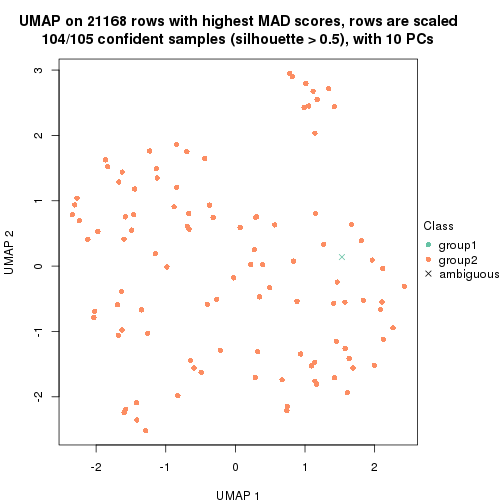 UMAP on 21168 rows with highest MAD scores, rows are scaled
104/105 confident samples (silhouette > 0.5), with 10 PCs
3
2
1
0
-1
-2
UMAP 2
-2
-1
0
1
2
UMAP 1
Class
group1
group2
ambiguous